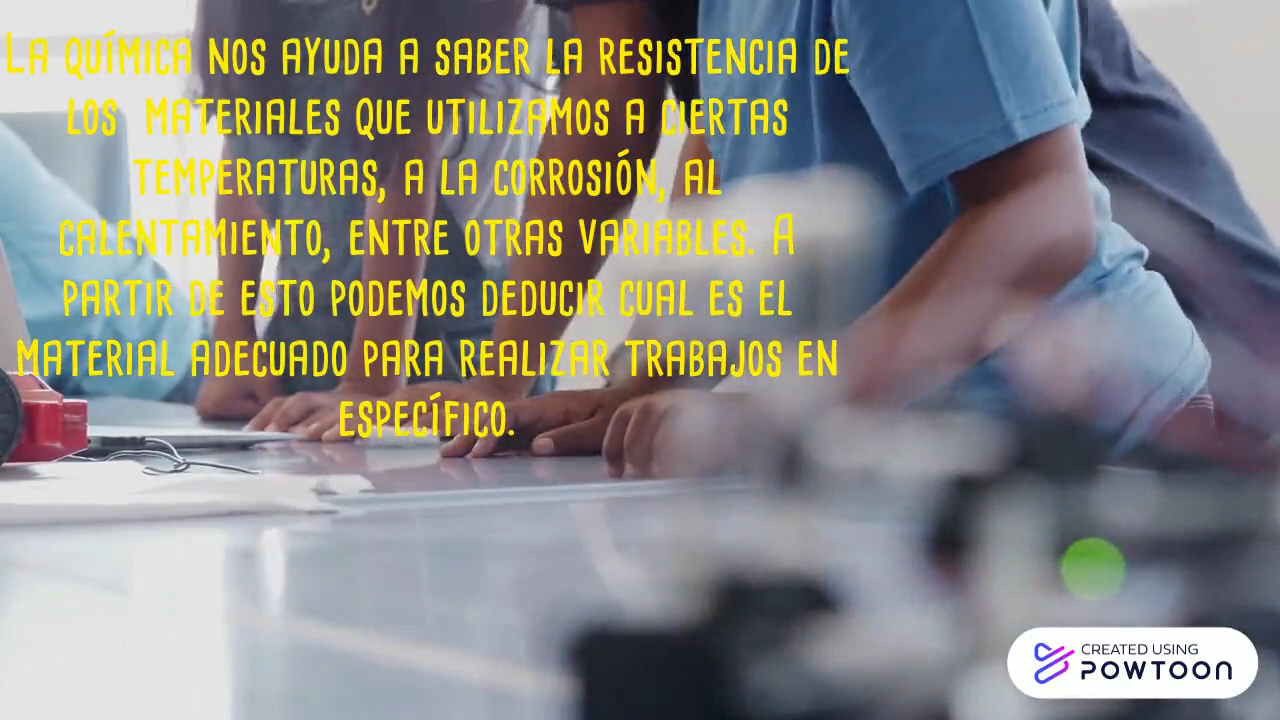 La química nos ayuda a saber la resistencia de
los materiales que utilizamos a ciertas
temperaturas, a la corrosión, al
calentamiento, entre otras variables. A
partir de esto podemos deducir cual es el
material adecuado para realizar trabajos en
específico.
CREATED USING
POWTOON